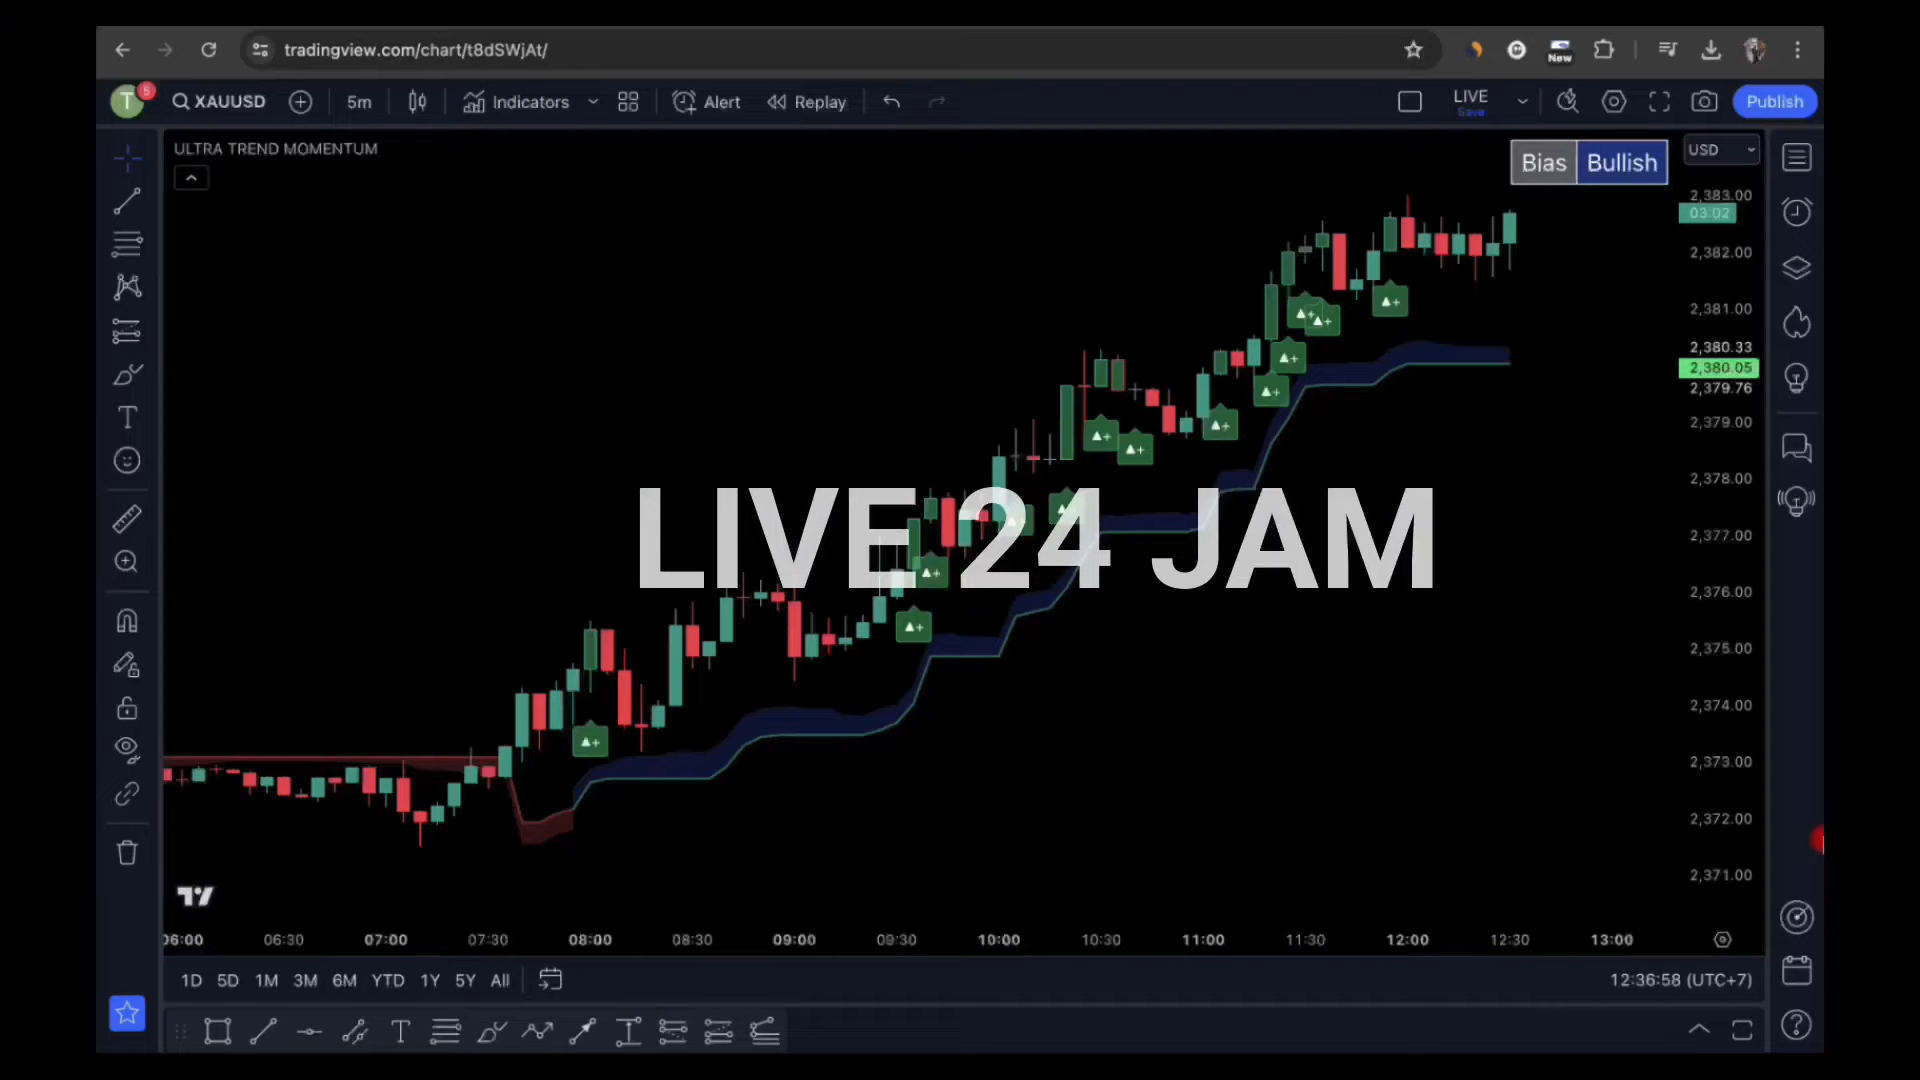 tradingview.com/chart/t8dSWjAt/
New
T
5
XAUUSD
5m
Indicators
Alert
Replay
LIVE
Save
Publish
ULTRA TREND MOMENTUM
Bias
Bullish
USD
2,383.00
03:02
2,382.00
2,381.00
2,380.33
2,380.05
2,379.76
2,379.00
2,378.00
2,377.00
2,376.00
2,375.00
2,374.00
2,373.00
2,372.00
2,371.00
LIVE 24 JAM
06:00
06:30
07:00
07:30
08:00
08:30
09:00
09:30
10:00
10:30
11:00
11:30
12:00
12:30
13:00
1D
5D
1M
3M
6M
YTD
1Y
5Y
All
12:36:58 (UTC+7)